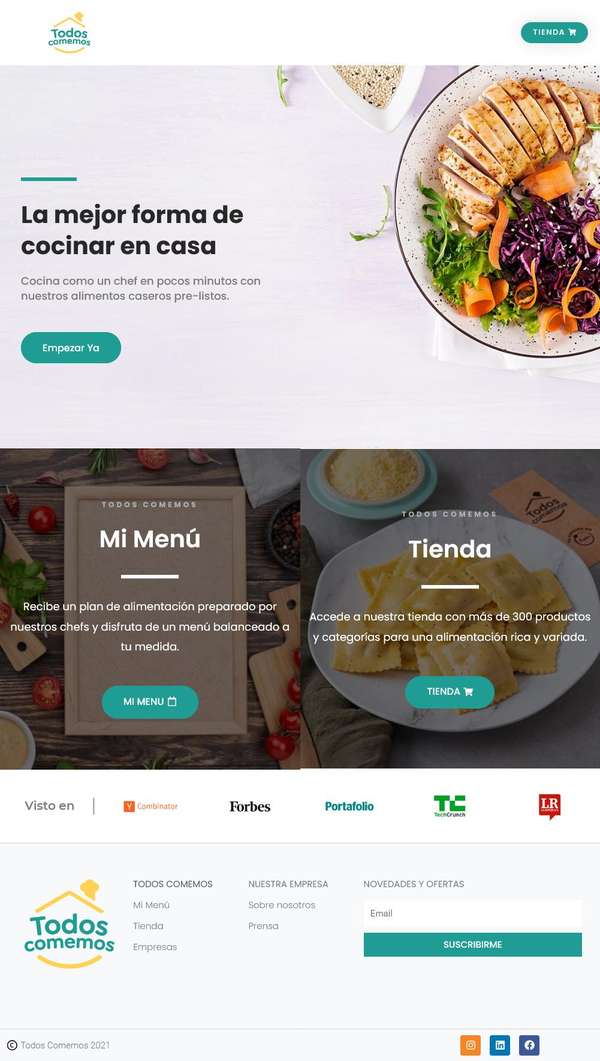 Todos
comemos
TIENDA
La mejor forma de
cocinar en casa
Cocina como un chef en pocos minutos con
nuestros alimentos caseros pre-listos.
Empezar Ya
TODOS COMEMOS
Mi Menú
Recibe un plan de alimentación preparado por
nuestros chefs y disfruta de un menú balanceado a
tu medida.
MI MENU
TODOS COMEMOS
Tienda
Accede a nuestra tienda con más de 300 productos
y categorías para una alimentación rica y variada.
TIENDA
Todos
comemos
Visto en
Y Combinator
Forbes
Portafolio
TC
TechCrunch
LR
Todos
comemos
TODOS COMEMOS
Mi Menú
Tienda
Empresas
NUESTRA EMPRESA
Sobre nosotros
Prensa
NOVEDADES Y OFERTAS
Email
SUSCRIBIRME
© Todos Comemos 2021